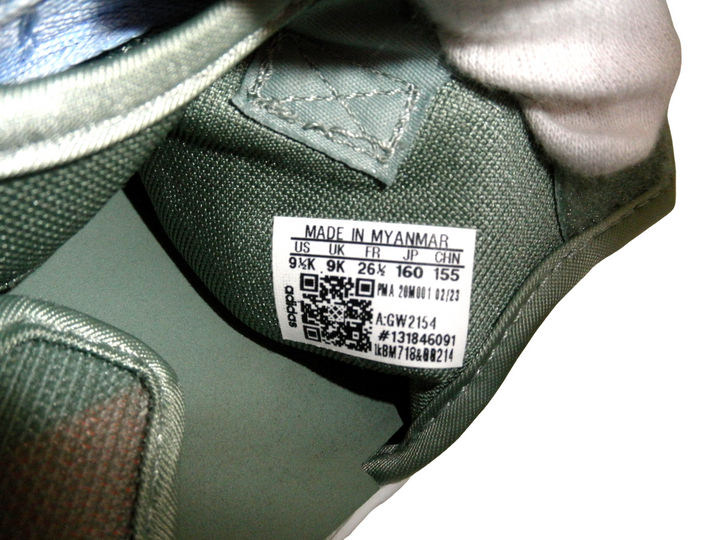 MADE IN MYANMAR
US UK FR JP CHN
9½K 9K 26½ 160 155
adidas
PMA 20M001 02/23
A:GW2154
#131846091